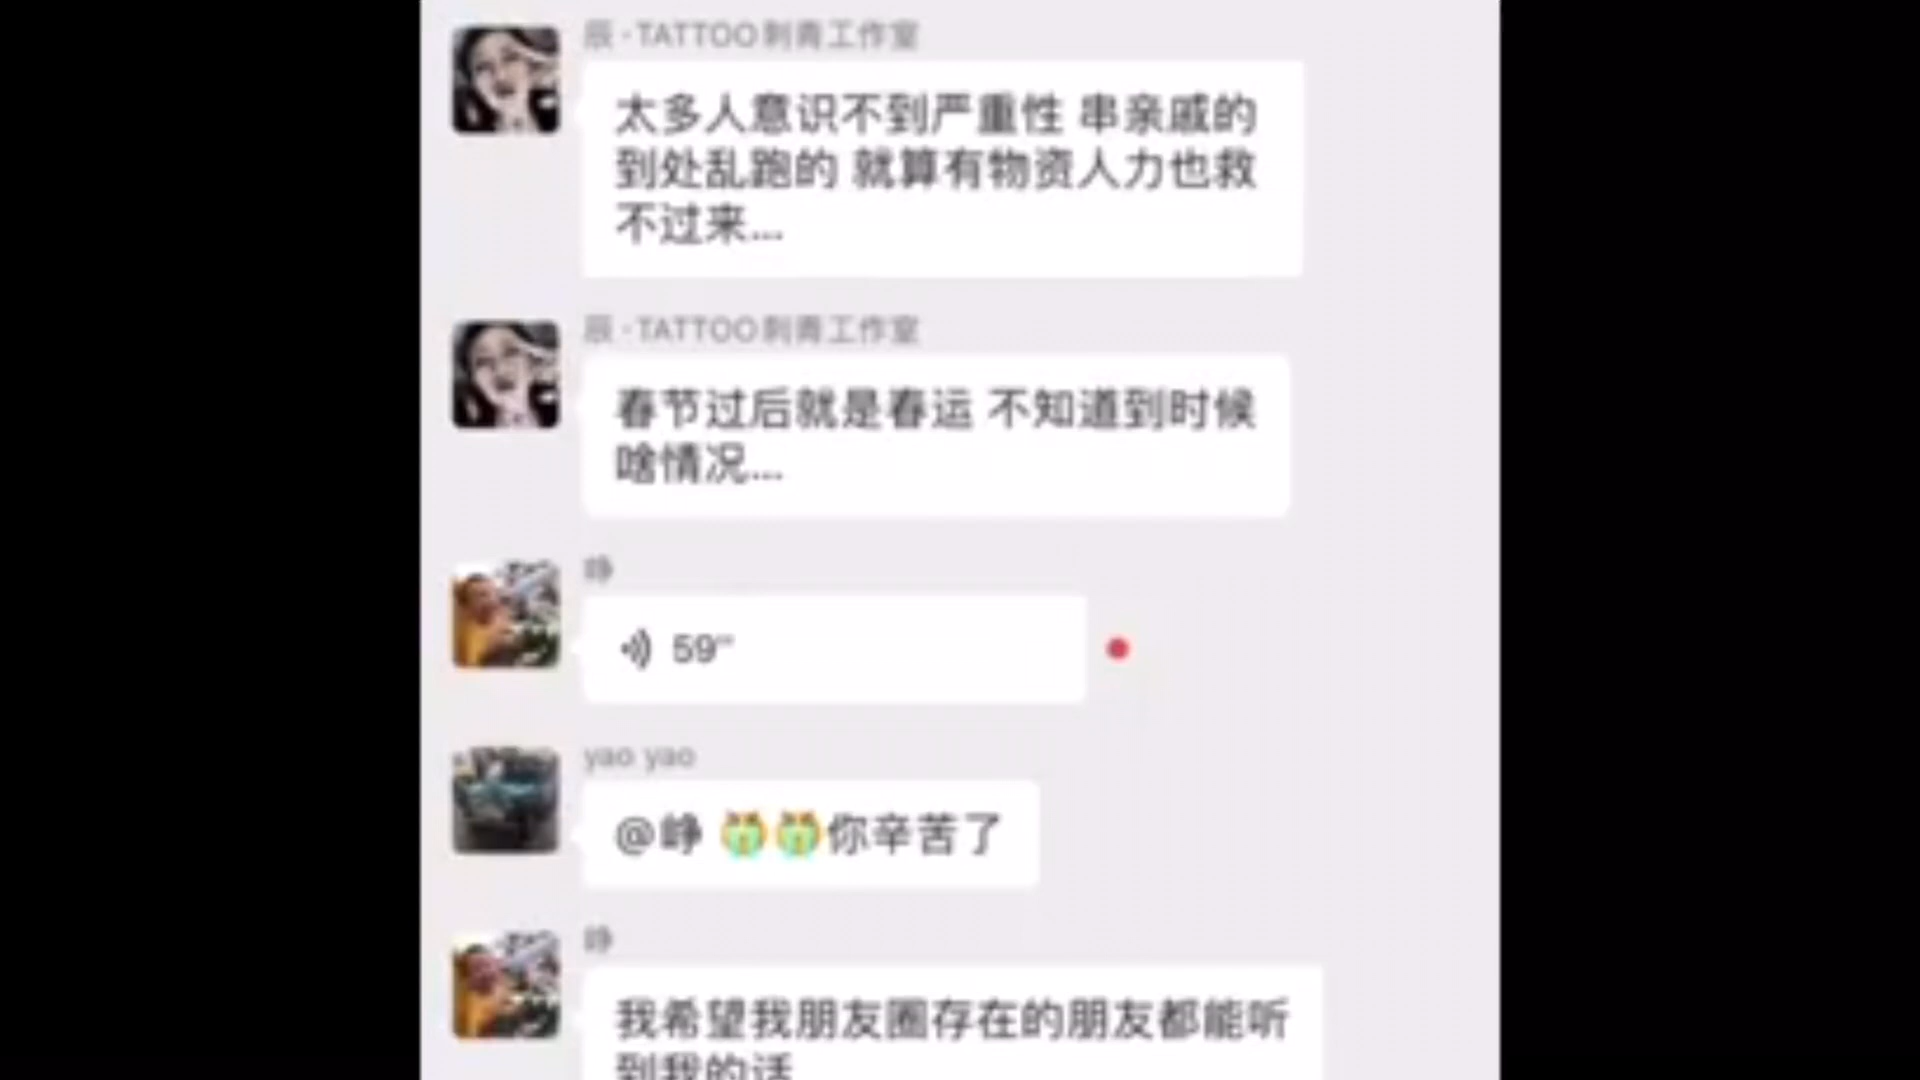 辰·TATTOO刺青工作室
太多人意识不到严重性 串亲戚的
到处乱跑的 就算有物资人力也救
不过来...
辰·TATTOO刺青工作室
春节过后就是春运 不知道到时候
啥情况...
峥
59"
yao yao
@峥 你辛苦了
峥
我希望我朋友圈存在的朋友都能听
到我的话